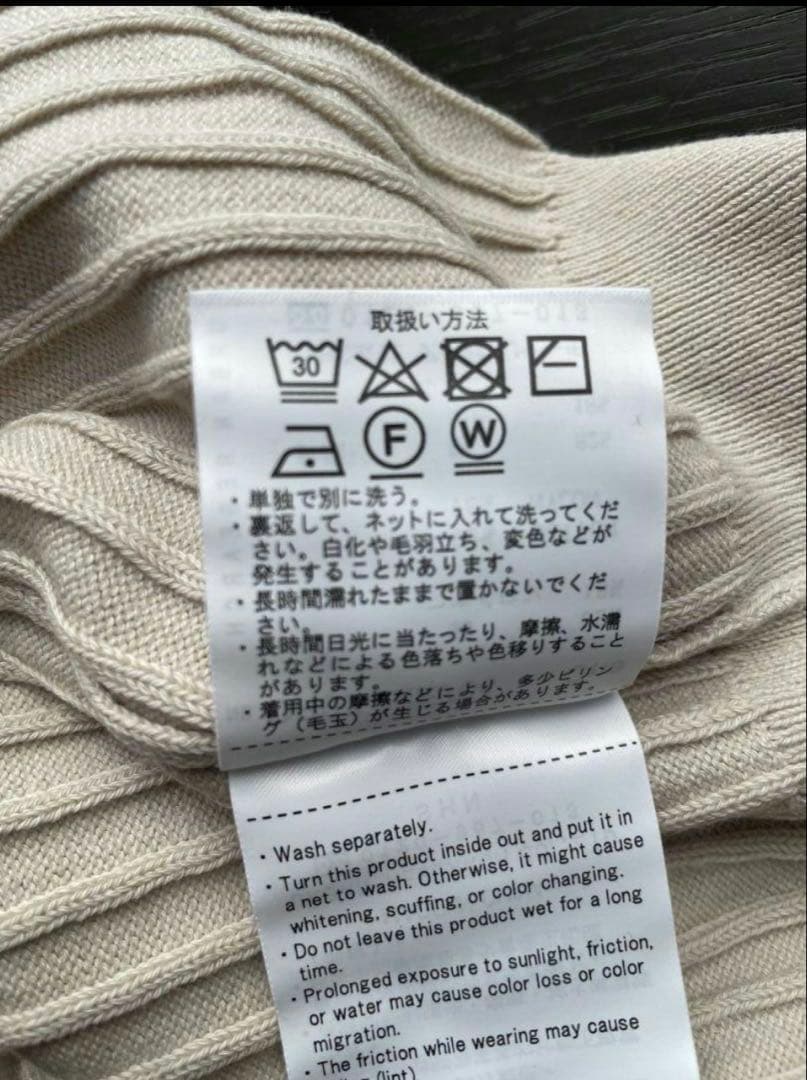 取扱い方法
30
F W
・単独で別に洗う。
・裏返して、ネットに入れて洗ってくだ
さい。白化や毛羽立ち、変色などが
発生することがあります。
・長時間濡れたままで置かないでくだ
さい。
・長時間日光に当たったり、摩擦、水濡
れなどによる色落ちや色移りすること
があります。
・着用中の摩擦などにより、多少ピリン
グ（毛玉）が生じる場合があります。
・Wash separately.
・Turn this product inside out and put it in
a net to wash. Otherwise, it might cause
whitening, scuffing, or color changing.
・Do not leave this product wet for a long
time.
・Prolonged exposure to sunlight, friction,
or water may cause color loss or color
migration.
・The friction while wearing may cause
(lint)